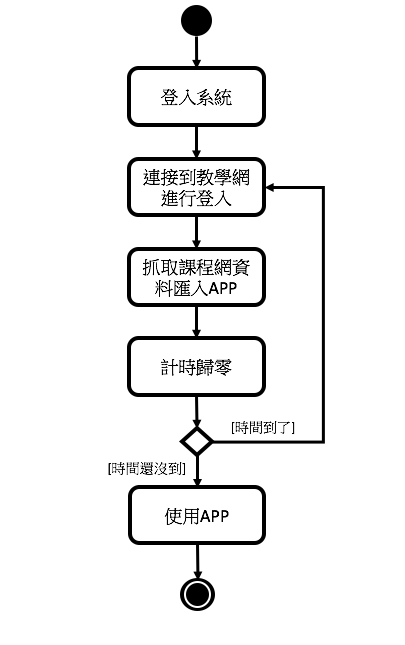 登入系統
連接到教學網
進行登入
抓取課程網資
料匯入APP
計時歸零
[時間到了]
[時間還沒到]
使用APP